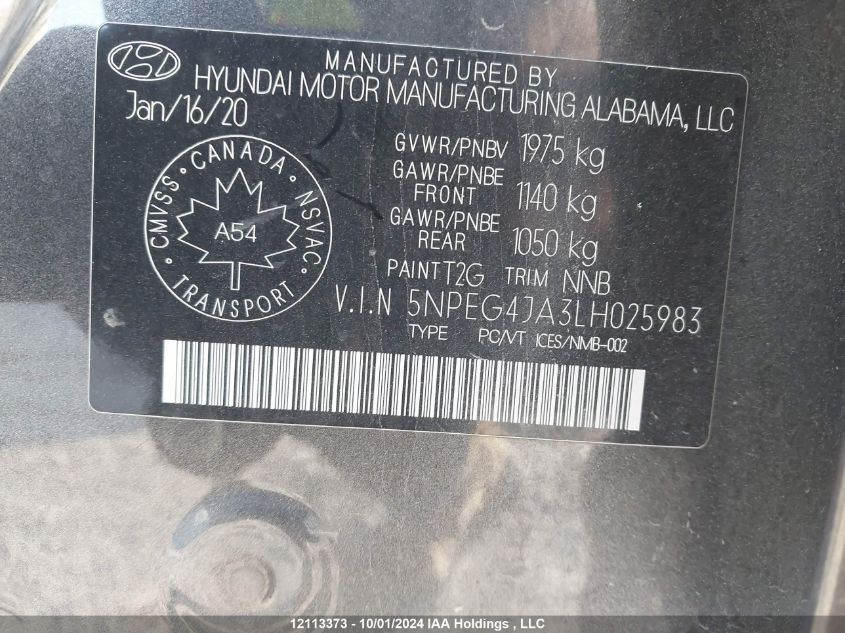 MANUFACTURED BY
HYUNDAI MOTOR MANUFACTURING ALABAMA, LLC
Jan/16/20
CMVSS • CANADA • NSVAC
A54
TRANSPORT
GVWR/PNBV 1975 kg
GAWR/PNBE
FRONT 1140 kg
GAWR/PNBE
REAR 1050 kg
PAINT T2G TRIM NNB
V.I.N 5NPEG4JA3LH025983
TYPE PC/VT ICES/NMB-002
12113373 - 10/01/2024 IAA Holdings , LLC